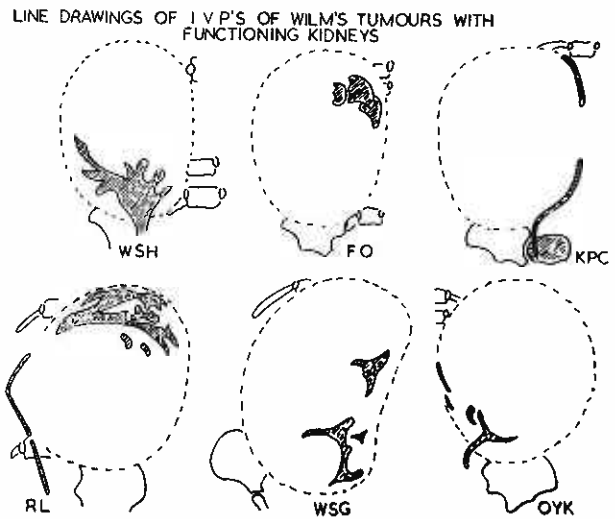 LINE DRAWINGS OF I V P'S OF WILM'S TUMOURS WITH
FUNCTIONING KIDNEYS
WSH
FO
KPC
RL
WSG
OYK